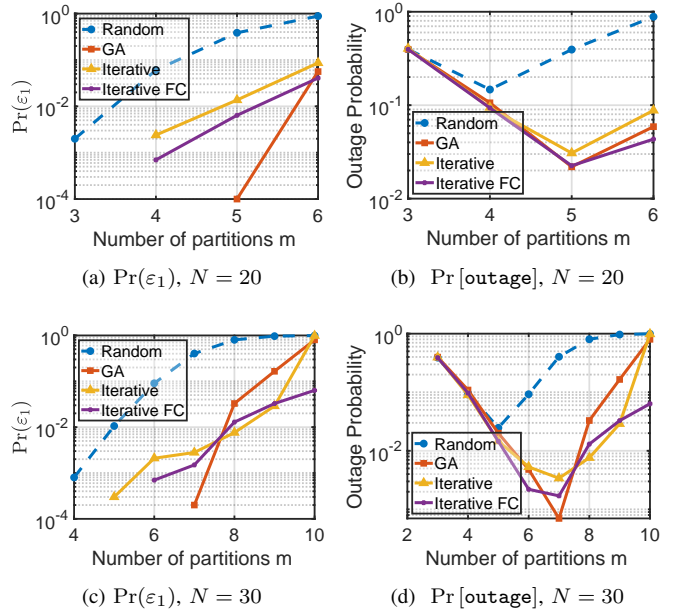 10^0
10^-2
10^-4
Pr(ε₁)
Random
GA
Iterative
Iterative FC
3
4
5
6
Number of partitions m
(a) Pr(ε₁), N = 20
10^0
10^-1
10^-2
Outage Probability
Random
GA
Iterative
Iterative FC
3
4
5
6
Number of partitions m
(b) Pr [outage], N = 20
10^0
10^-2
10^-4
Pr(ε₁)
Random
GA
Iterative
Iterative FC
4
6
8
10
Number of partitions m
(c) Pr(ε₁), N = 30
10^0
10^-2
Outage Probability
Random
GA
Iterative
Iterative FC
2
4
6
8
10
Number of partitions m
(d) Pr [outage], N = 30